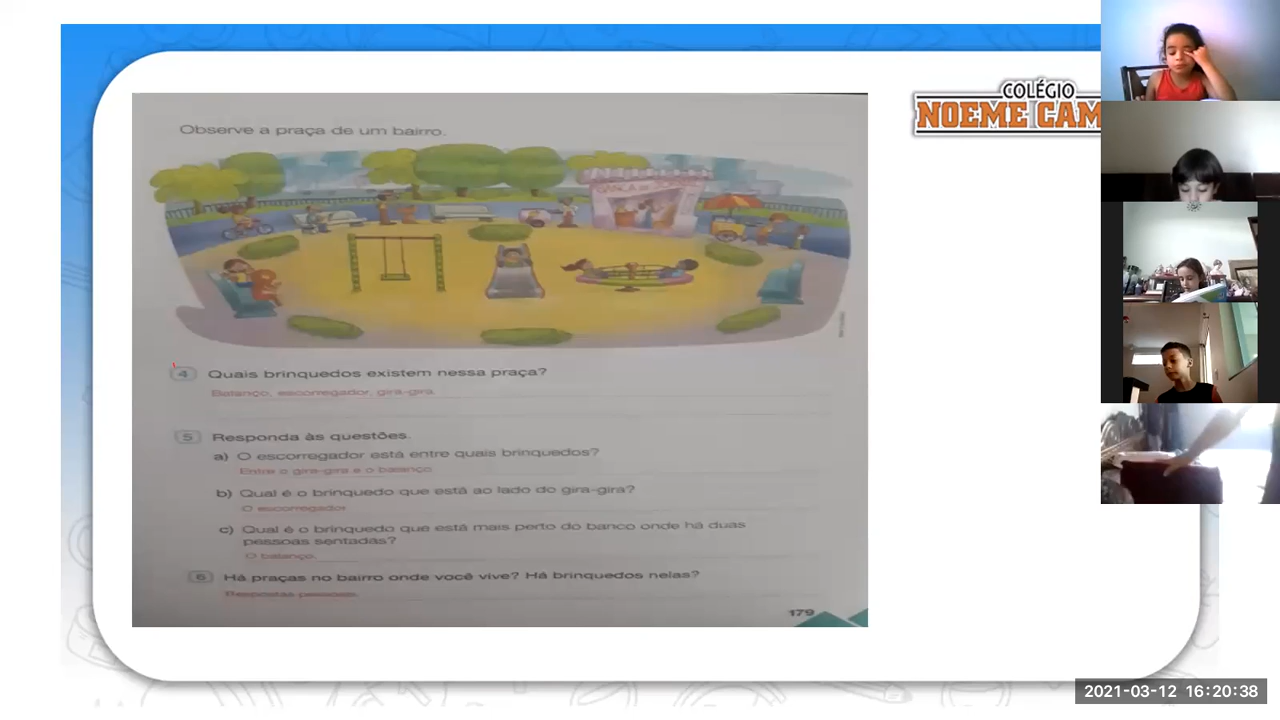 COLÉGIO
NOEME CAM
Observe a praça de um bairro.
BANCA
4 Quais brinquedos existem nessa praça?
Balanço, escorregador, gira-gira.
5 Responda às questões.
a) O escorregador está entre quais brinquedos?
Entre o gira-gira e o balanço.
b) Qual é o brinquedo que está ao lado do gira-gira?
O escorregador.
c) Qual é o brinquedo que está mais perto do banco onde há duas
pessoas sentadas?
O balanço.
6 Há praças no bairro onde você vive? Há brinquedos nelas?
Respostas pessoais.
179
2021-03-12 16:20:38